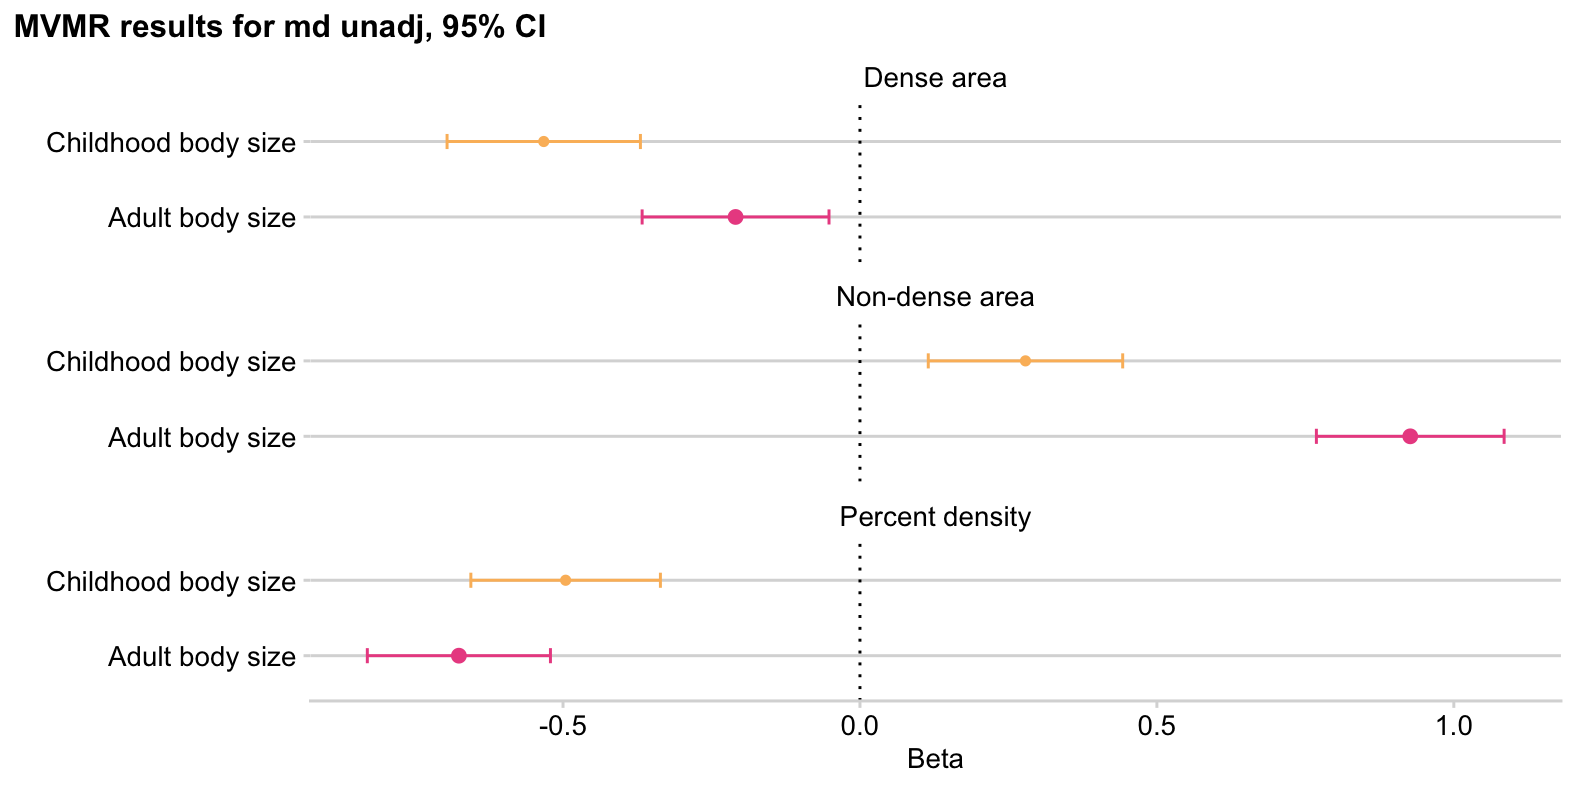 MVMR results for md unadj, 95% CI
Dense area
Childhood body size
Adult body size
Non-dense area
Childhood body size
Adult body size
Percent density
Childhood body size
Adult body size
-0.5 0.0 0.5 1.0
Beta